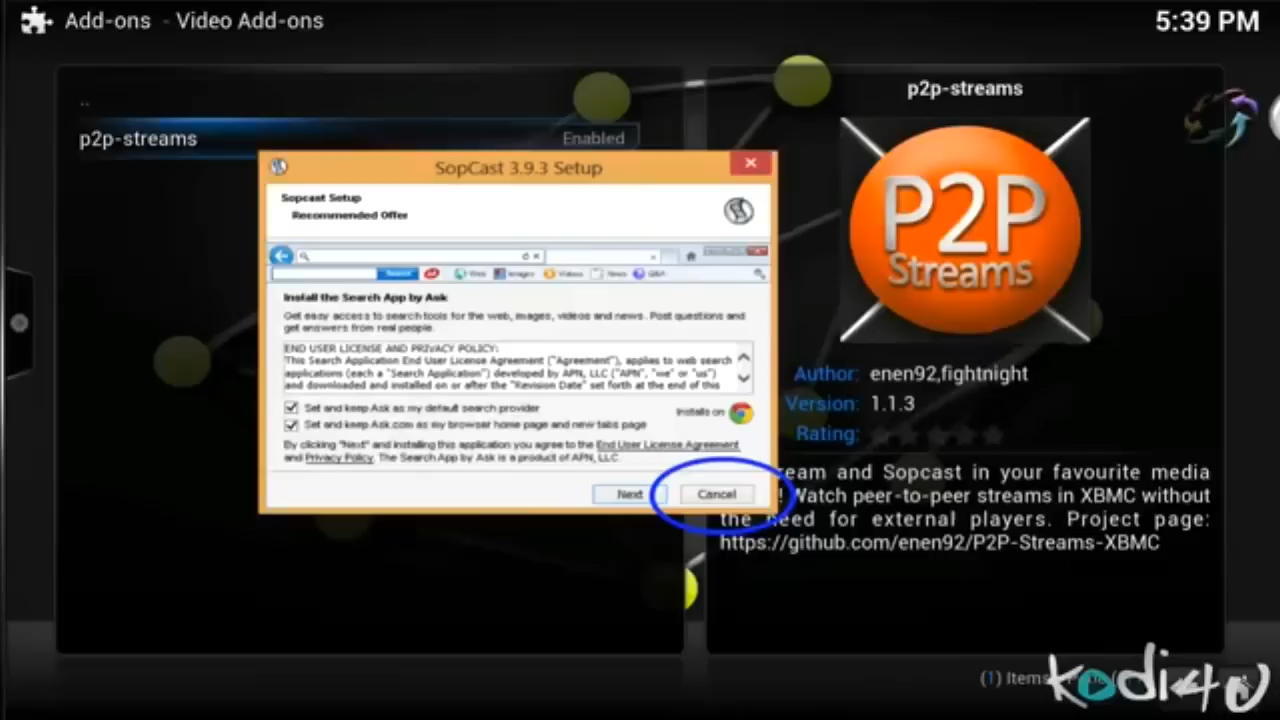 Add-ons - Video Add-ons
5:39 PM
..
p2p-streams
Enabled
SopCast 3.9.3 Setup
Sopcast Setup
Recommended Offer
Search
Web
Images
Videos
News
Q&A
Install the Search App by Ask
Get easy access to search tools for the web, images, videos and news. Post questions and
get answers from real people.
END USER LICENSE AND PRIVACY POLICY:
This Search Application End User License Agreement ("Agreement"), applies to web search
applications (each a "Search Application") developed by APN, LLC ("APN", "we" or "us")
and downloaded and installed on or after the "Revision Date" set forth at the end of this
Set and keep Ask as my default search provider
Installs on
Set and keep Ask.com as my browser home page and new tabs page
By clicking "Next" and installing this application you agree to the End User License Agreement
and Privacy Policy. The Search App by Ask is a product of APN, LLC.
Next
Cancel
p2p-streams
P2P
Streams
Author: enen92,fightnight
Version: 1.1.3
Rating:
ream and Sopcast in your favourite media
! Watch peer-to-peer streams in XBMC without
the need for external players. Project page:
https://github.com/enen92/P2P-Streams-XBMC
(1) Items
kodi4u